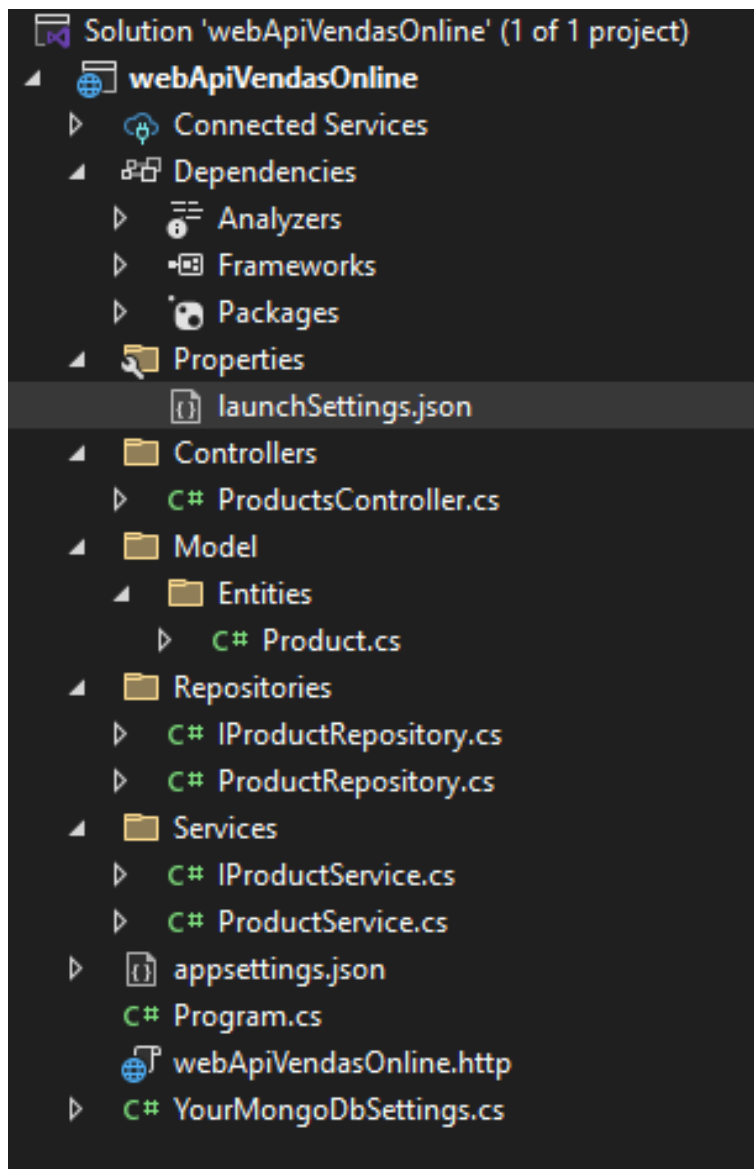 Solution 'webApiVendasOnline' (1 of 1 project)
webApiVendasOnline
Connected Services
Dependencies
Analyzers
Frameworks
Packages
Properties
launchSettings.json
Controllers
C# ProductsController.cs
Model
Entities
C# Product.cs
Repositories
C# IProductRepository.cs
C# ProductRepository.cs
Services
C# IProductService.cs
C# ProductService.cs
appsettings.json
C# Program.cs
webApiVendasOnline.http
C# YourMongoDbSettings.cs